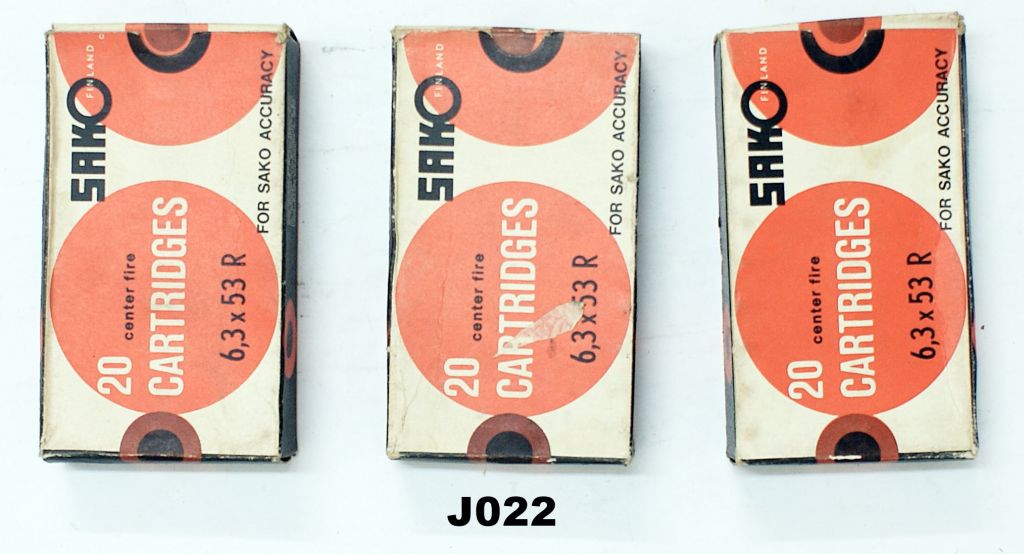 SAKO
FINLAND
FOR SAKO ACCURACY
20
center fire
CARTRIDGES
6,3 x 53 R
SAKO
FINLAND
FOR SAKO ACCURACY
20
center fire
CARTRIDGES
6,3 x 53 R
SAKO
FINLAND
FOR SAKO ACCURACY
20
center fire
CARTRIDGES
6,3 x 53 R
J022